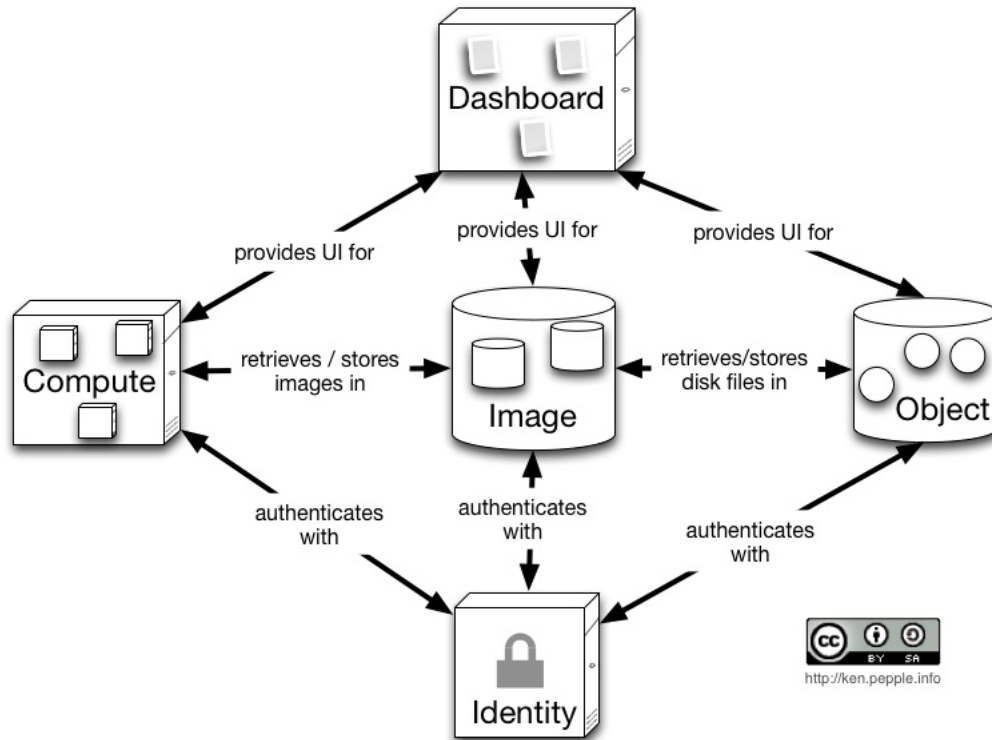 Dashboard
provides UI for
provides UI for
provides UI for
Compute
retrieves / stores
images in
Image
retrieves/stores
disk files in
Object
authenticates
with
authenticates
with
authenticates
with
Identity
cc
BY SA
http://ken.pepple.info